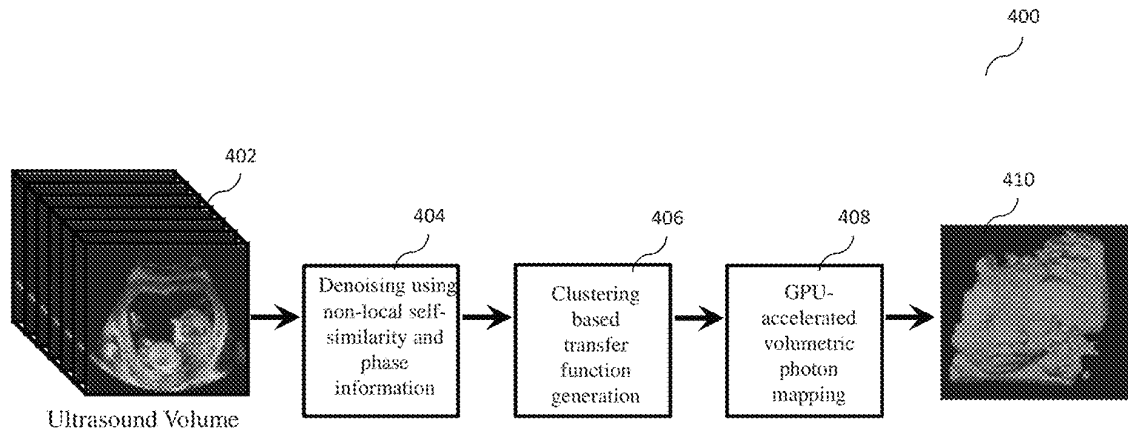 400
402
404
406
408
410
Denoising using
non-local self-
similarity and
phase
information
Clustering
based
transfer
function
generation
GPU-
accelerated
volumetric
photon
mapping
Ultrasound Volume